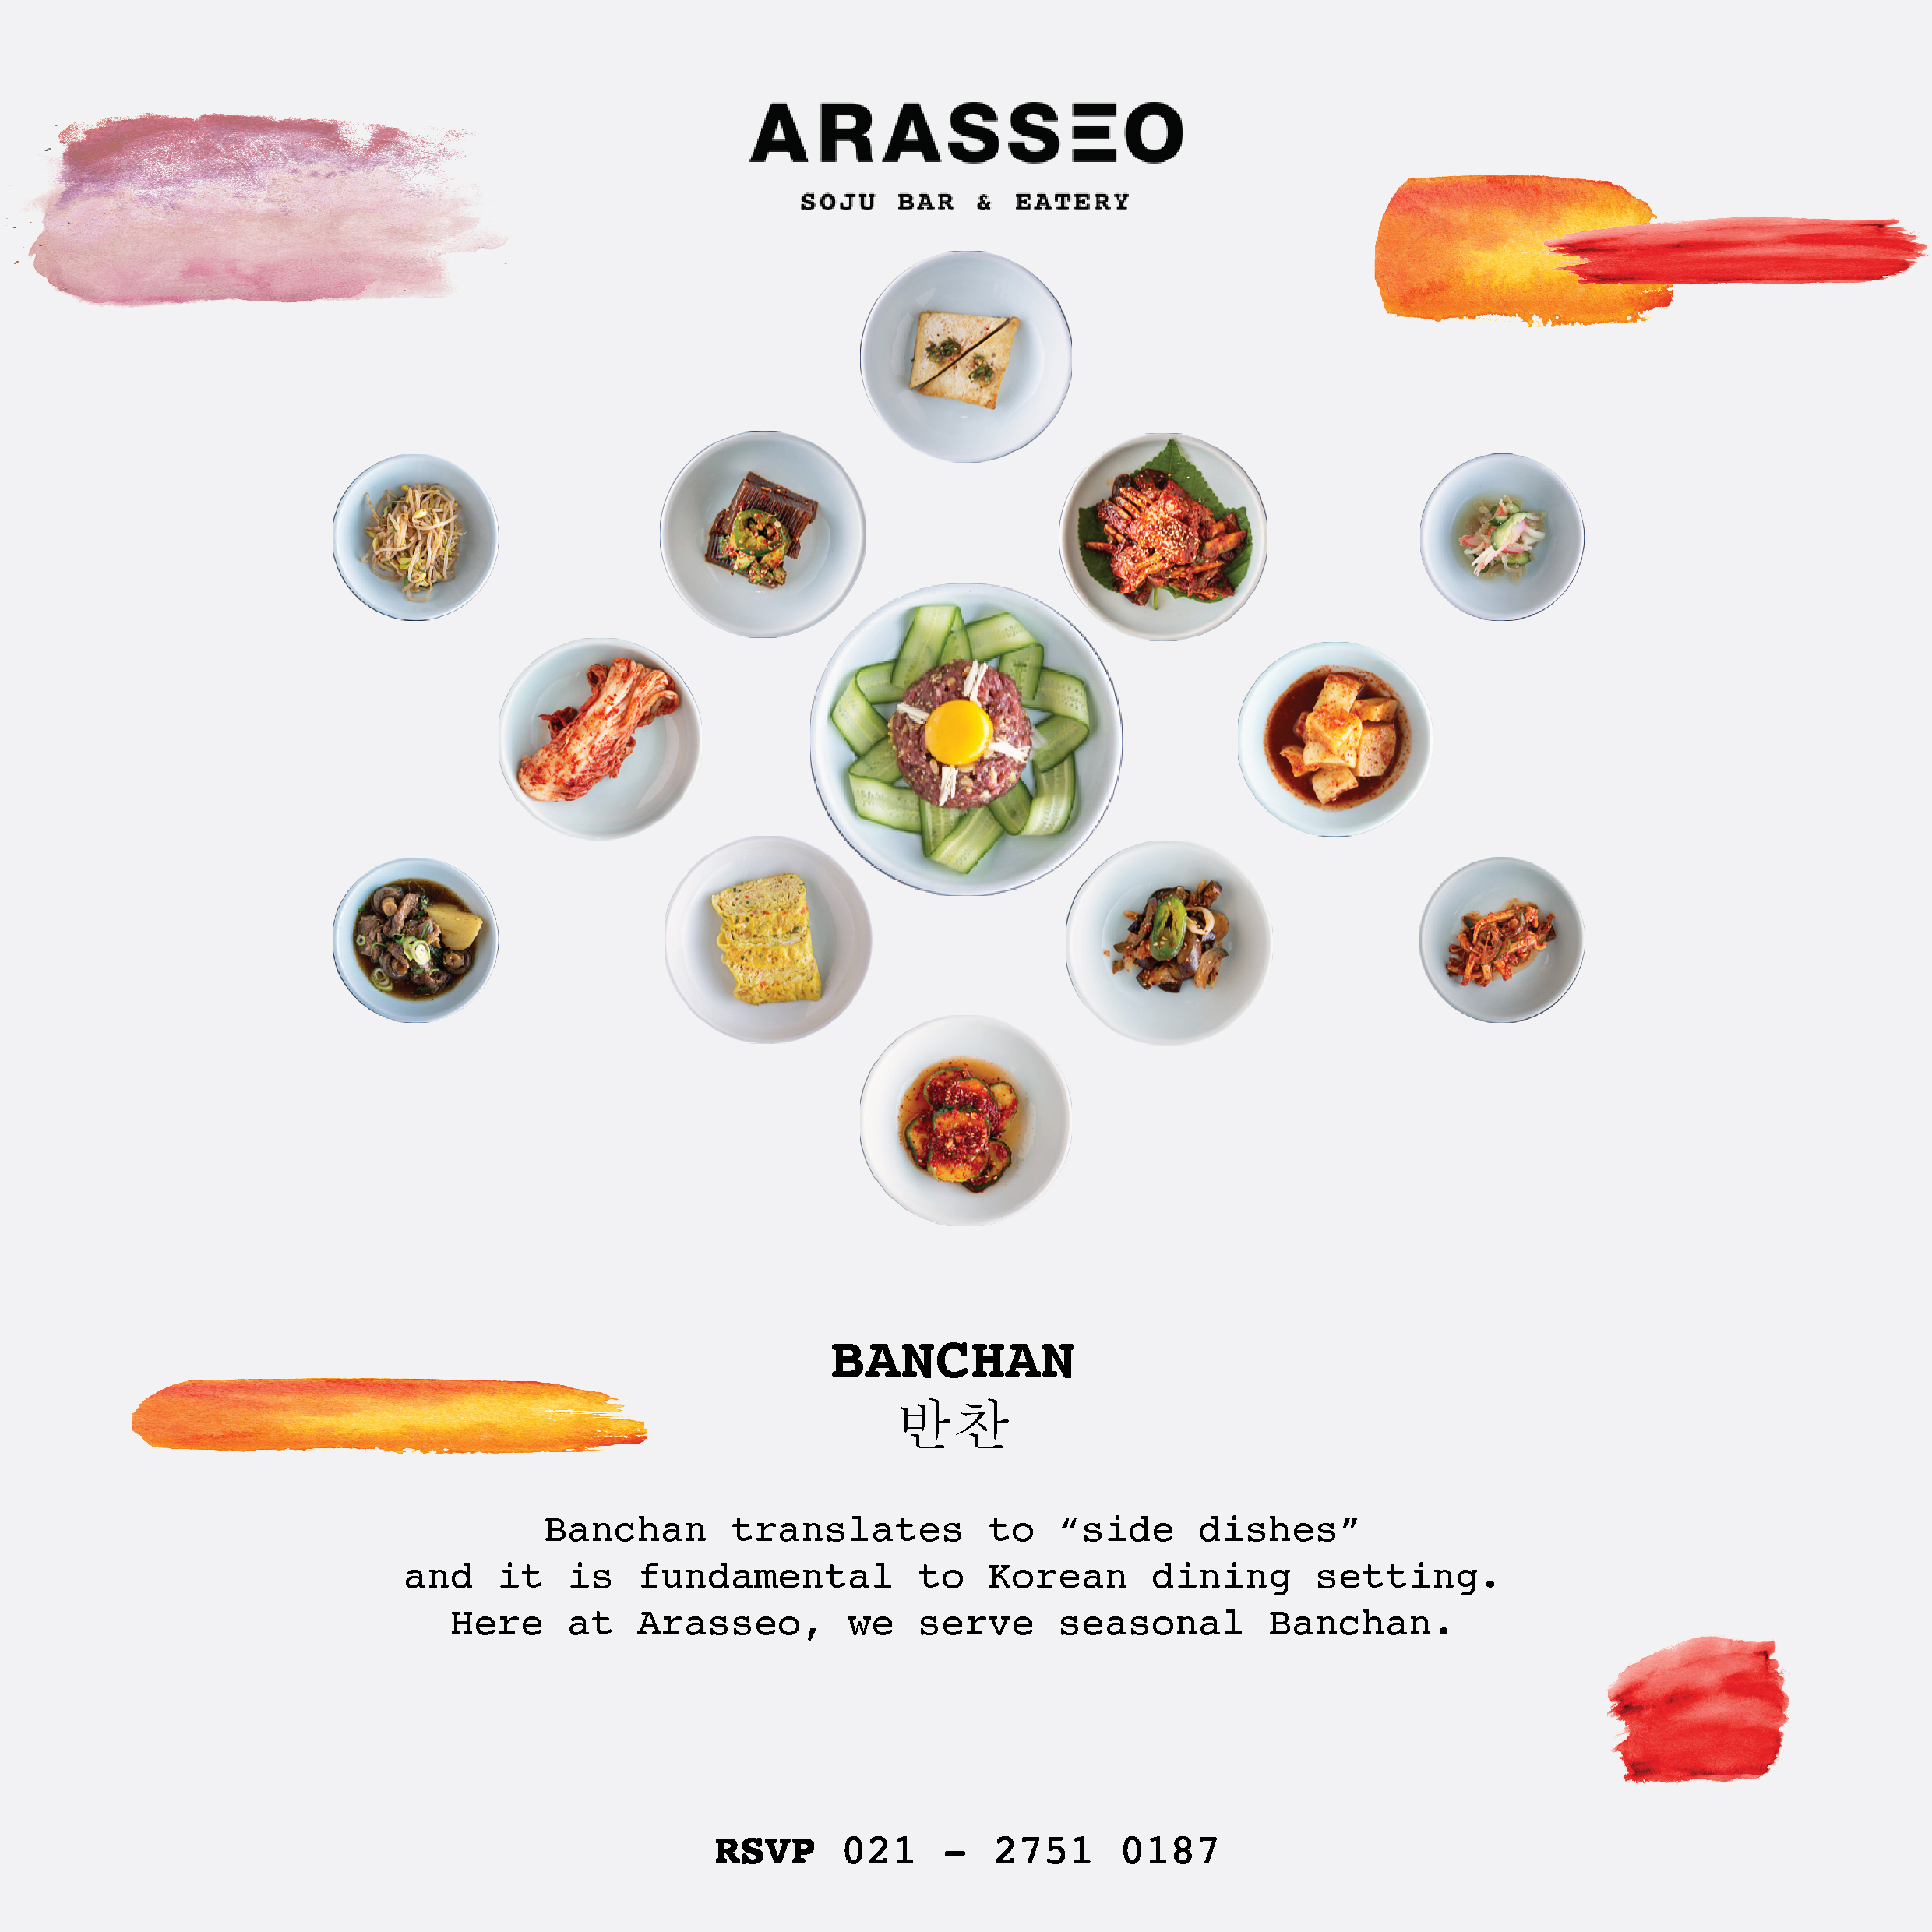 ARASSEO
SOJU BAR & EATERY
BANCHAN
반찬
Banchan translates to “side dishes”
and it is fundamental to Korean dining setting.
Here at Arasseo, we serve seasonal Banchan.
RSVP 021 – 2751 0187